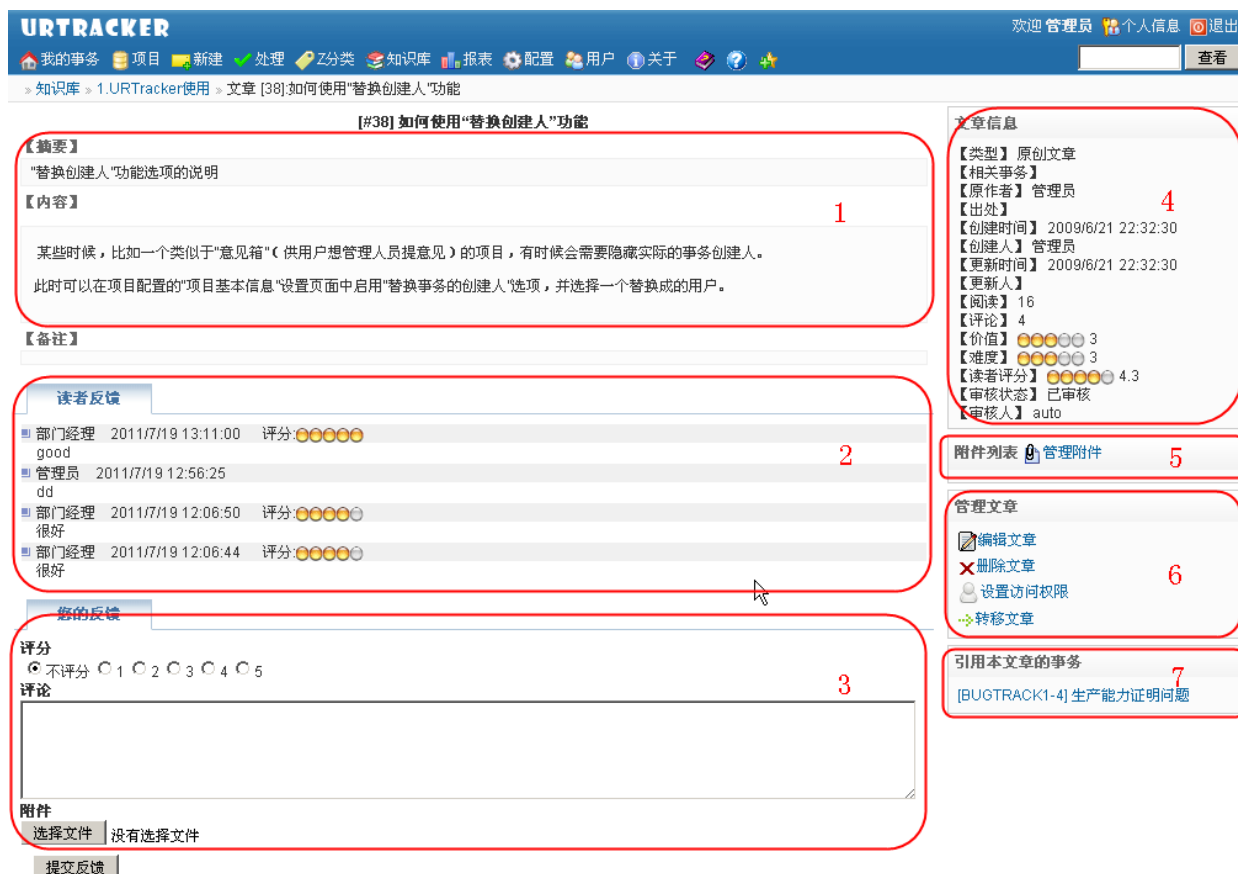 URTRACKER
欢迎 管理员 个人信息 退出
我的事务 项目 新建 处理 Z分类 知识库 报表 配置 用户 关于 查看
» 知识库 » 1.URTracker使用 » 文章 [38]:如何使用"替换创建人"功能
[#38] 如何使用“替换创建人”功能
【摘要】
"替换创建人"功能选项的说明
【内容】
1
某些时候，比如一个类似于"意见箱"（供用户想管理人员提意见）的项目，有时候会需要隐藏实际的事务创建人。
此时可以在项目配置的"项目基本信息"设置页面中启用"替换事务的创建人"选项，并选择一个替换成的用户。
【备注】
读者反馈
部门经理 2011/7/19 13:11:00 评分:
good
2
管理员 2011/7/19 12:56:25
dd
部门经理 2011/7/19 12:06:50 评分:
很好
部门经理 2011/7/19 12:06:44 评分:
很好
您的反馈
评分
不评分 1 2 3 4 5
评论
3
附件
选择文件 没有选择文件
提交反馈
文章信息
【类型】 原创文章
【相关事务】
【原作者】 管理员
4
【出处】
【创建时间】 2009/6/21 22:32:30
【创建人】 管理员
【更新时间】 2009/6/21 22:32:30
【更新人】
【阅读】 16
【评论】 4
【价值】 3
【难度】 3
【读者评分】 4.3
【审核状态】 已审核
【审核人】 auto
附件列表 管理附件 5
管理文章
编辑文章
删除文章
6
设置访问权限
转移文章
引用本文章的事务
7
[BUGTRACK1-4] 生产能力证明问题